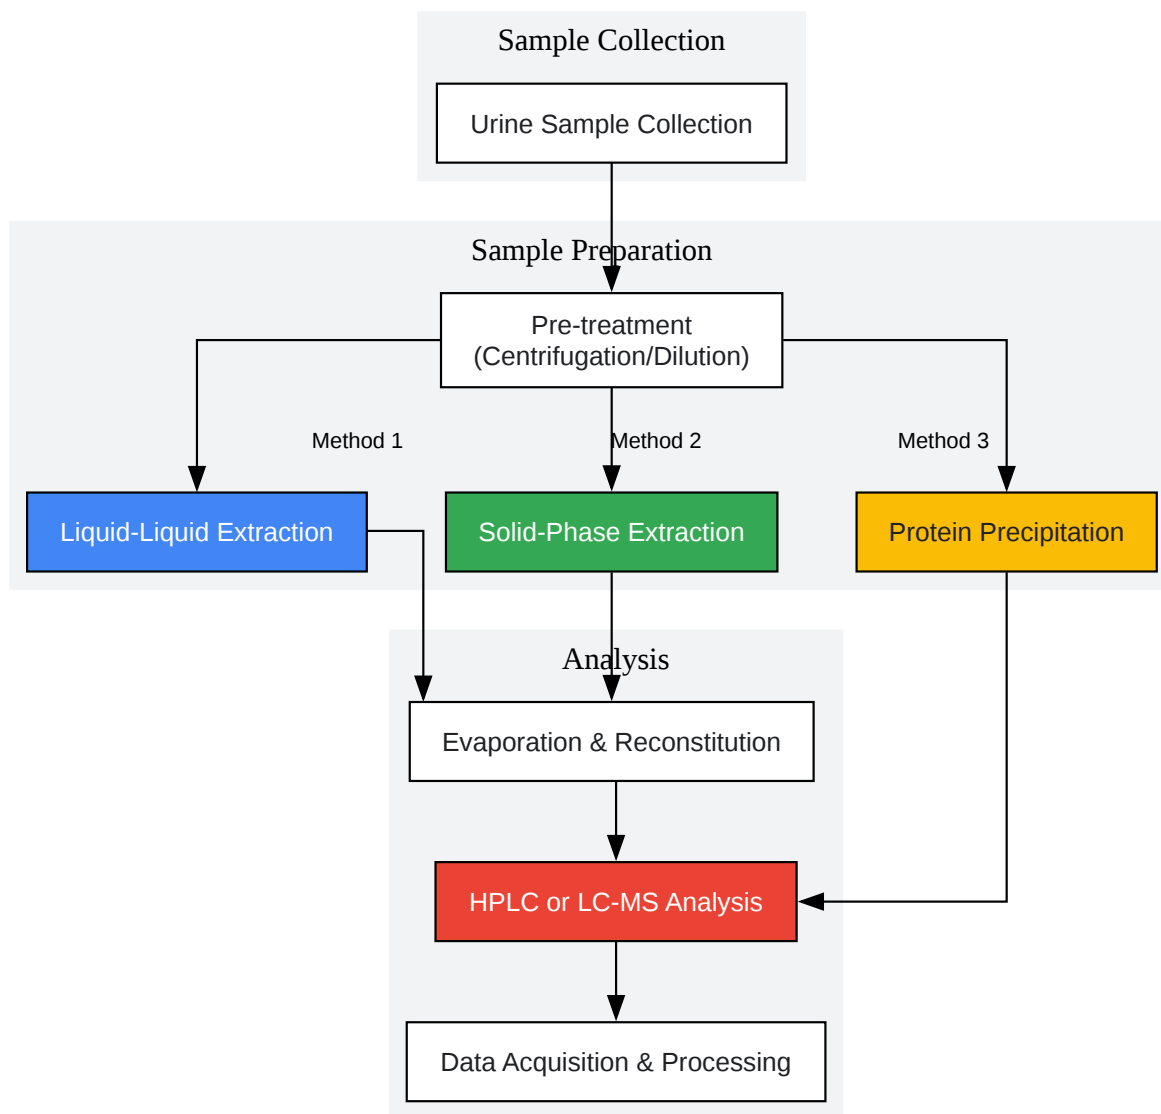 Sample Collection
Urine Sample Collection
Sample Preparation
Pre-treatment
(Centrifugation/Dilution)
Method 1
Method 2
Method 3
Liquid-Liquid Extraction
Solid-Phase Extraction
Protein Precipitation
Analysis
Evaporation & Reconstitution
HPLC or LC-MS Analysis
Data Acquisition & Processing